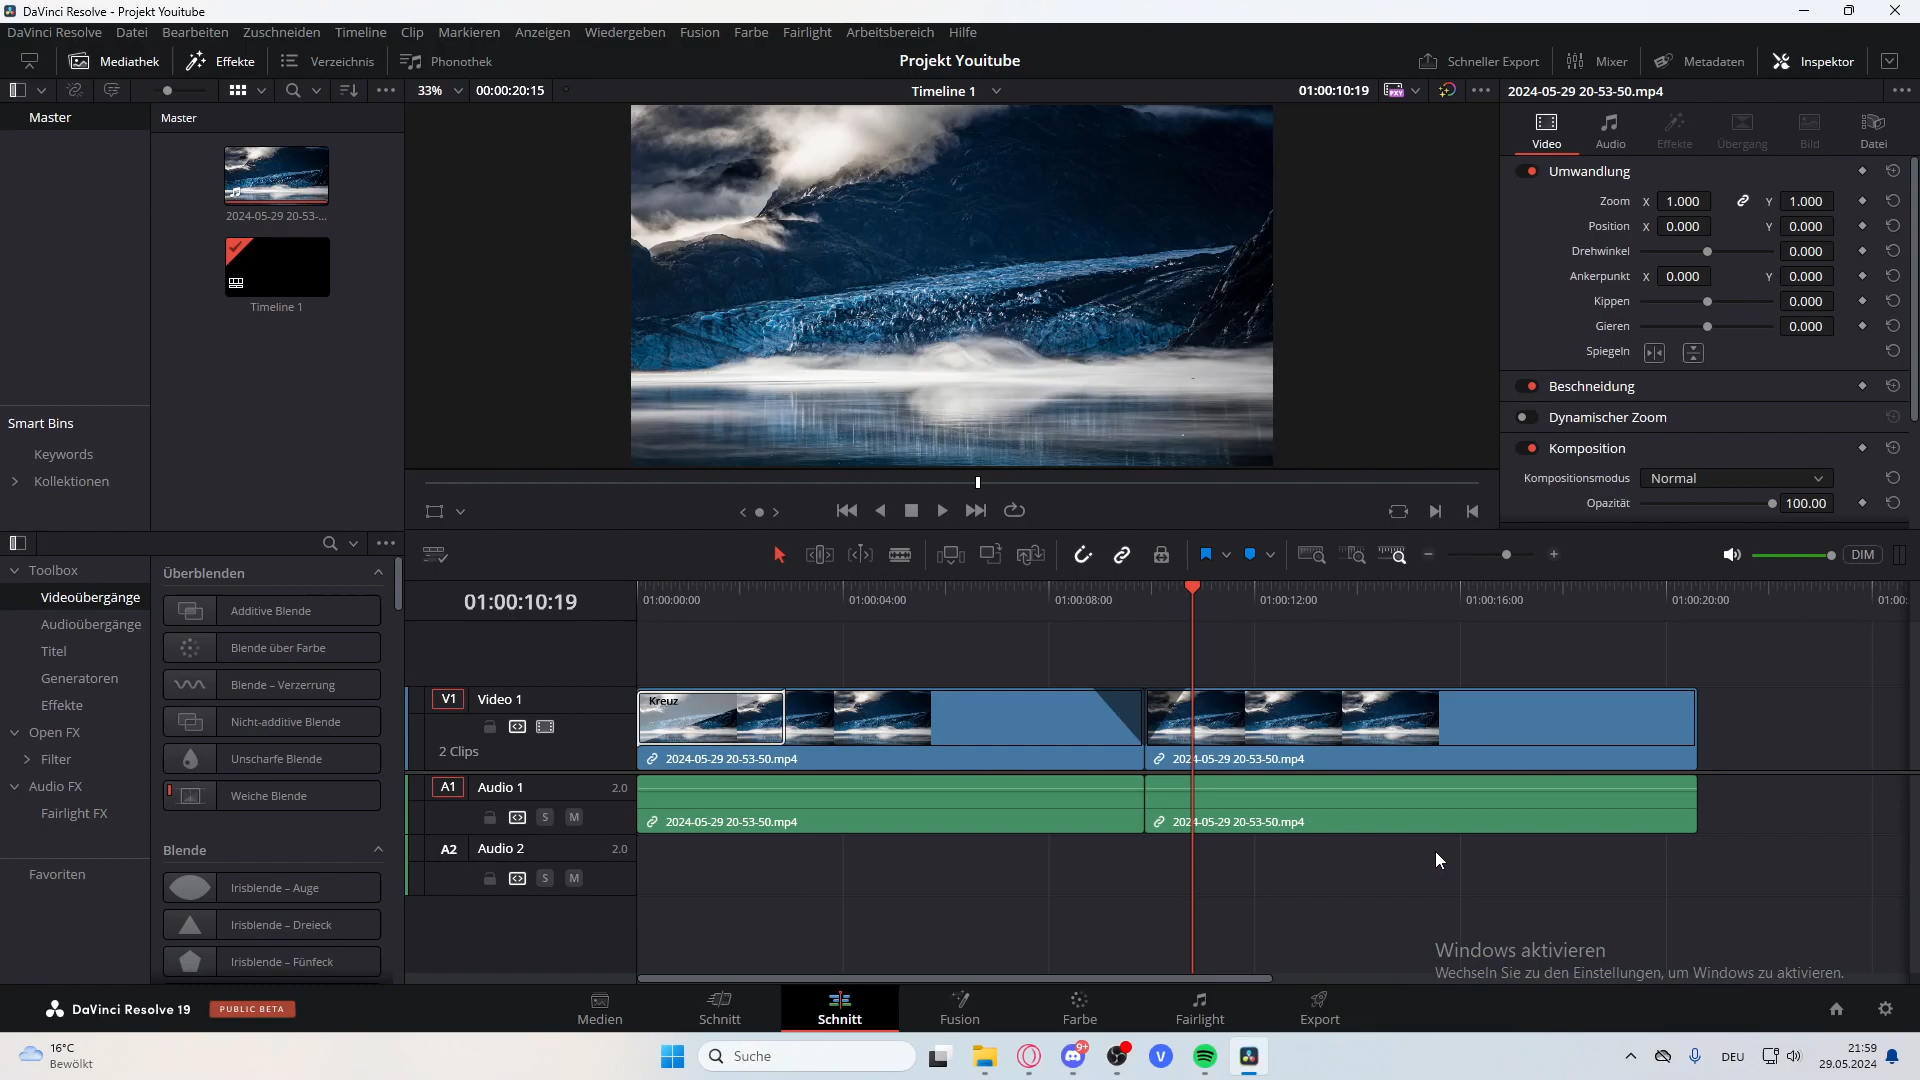 DaVinci Resolve - Projekt Youitube
DaVinci Resolve Datei Bearbeiten Zuschneiden Timeline Clip Markieren Anzeigen Wiedergeben Fusion Farbe Fairlight Arbeitsbereich Hilfe
Mediathek Effekte Verzeichnis Phonothek Projekt Youitube Schneller Export Mixer Metadaten Inspektor
33% 00:00:20:15 Timeline 1 01:00:10:19 2024-05-29 20-53-50.mp4
Master Master
Video Audio Effekte Übergang Bild Datei
2024-05-29 20-53-...
Timeline 1
Umwandlung
Zoom X 1.000 Y 1.000
Position X 0.000 Y 0.000
Drehwinkel 0.000
Ankerpunkt X 0.000 Y 0.000
Kippen 0.000
Gieren 0.000
Spiegeln
Beschneidung
Dynamischer Zoom
Komposition
Kompositionsmodus Normal
Opazität 100.00
Smart Bins
Keywords
Kollektionen
Toolbox
Videoübergänge
Audioübergänge
Titel
Generatoren
Effekte
Open FX
Filter
Audio FX
Fairlight FX
Favoriten
Überblenden
Additive Blende
Blende über Farbe
Blende – Verzerrung
Nicht-additive Blende
Unscharfe Blende
Weiche Blende
Blende
Irisblende – Auge
Irisblende – Dreieck
Irisblende – Fünfeck
DIM
01:00:10:19
01:00:00:00 01:00:04:00 01:00:08:00 01:00:12:00 01:00:16:00 01:00:20:00 01:00:
V1 Video 1
2 Clips
Kreuz
2024-05-29 20-53-50.mp4 2024-05-29 20-53-50.mp4
A1 Audio 1 2.0
S M
2024-05-29 20-53-50.mp4 2024-05-29 20-53-50.mp4
A2 Audio 2 2.0
S M
Windows aktivieren
Wechseln Sie zu den Einstellungen, um Windows zu aktivieren.
DaVinci Resolve 19 PUBLIC BETA
Medien Schnitt Schnitt Fusion Farbe Fairlight Export
16°C
Bewölkt
Suche
9+
V
DEU
21:59
29.05.2024